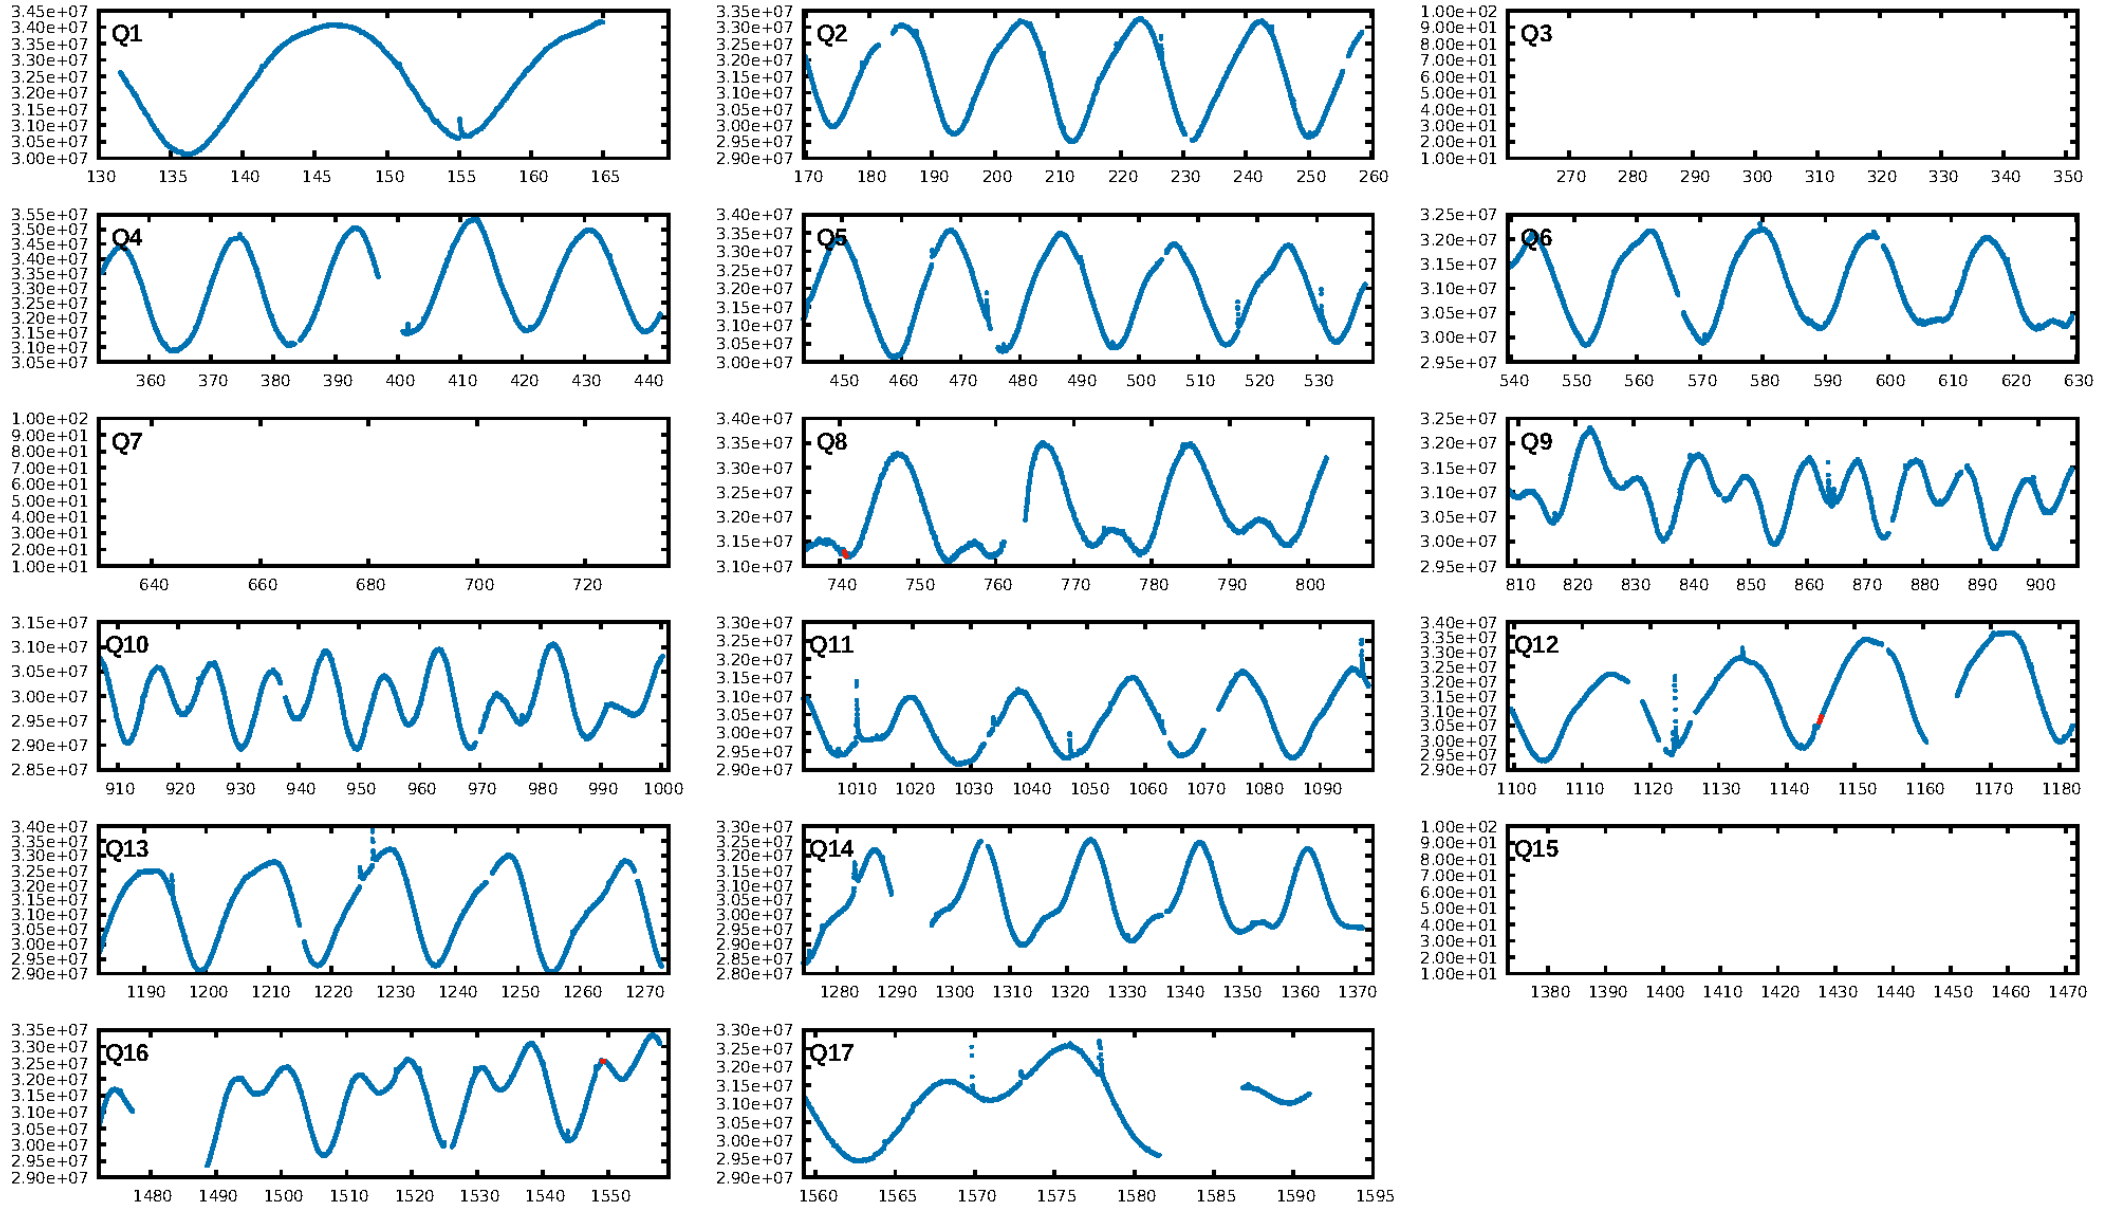 3.45e+07
3.40e+07
3.35e+07
3.30e+07
3.25e+07
3.20e+07
3.15e+07
3.10e+07
3.05e+07
3.00e+07
Q1
130 135 140 145 150 155 160 165
3.35e+07
3.30e+07
3.25e+07
3.20e+07
3.15e+07
3.10e+07
3.05e+07
3.00e+07
2.95e+07
2.90e+07
Q2
170 180 190 200 210 220 230 240 250 260
1.00e+02
9.00e+01
8.00e+01
7.00e+01
6.00e+01
5.00e+01
4.00e+01
3.00e+01
2.00e+01
1.00e+01
Q3
270 280 290 300 310 320 330 340 350
3.55e+07
3.50e+07
3.45e+07
3.40e+07
3.35e+07
3.30e+07
3.25e+07
3.20e+07
3.15e+07
3.10e+07
3.05e+07
Q4
360 370 380 390 400 410 420 430 440
3.40e+07
3.35e+07
3.30e+07
3.25e+07
3.20e+07
3.15e+07
3.10e+07
3.05e+07
3.00e+07
Q5
450 460 470 480 490 500 510 520 530
3.25e+07
3.20e+07
3.15e+07
3.10e+07
3.05e+07
3.00e+07
2.95e+07
Q6
540 550 560 570 580 590 600 610 620 630
1.00e+02
9.00e+01
8.00e+01
7.00e+01
6.00e+01
5.00e+01
4.00e+01
3.00e+01
2.00e+01
1.00e+01
Q7
640 660 680 700 720
3.40e+07
3.35e+07
3.30e+07
3.25e+07
3.20e+07
3.15e+07
3.10e+07
Q8
740 750 760 770 780 790 800
3.25e+07
3.20e+07
3.15e+07
3.10e+07
3.05e+07
3.00e+07
2.95e+07
Q9
810 820 830 840 850 860 870 880 890 900
3.15e+07
3.10e+07
3.05e+07
3.00e+07
2.95e+07
2.90e+07
2.85e+07
Q10
910 920 930 940 950 960 970 980 990 1000
3.30e+07
3.25e+07
3.20e+07
3.15e+07
3.10e+07
3.05e+07
3.00e+07
2.95e+07
2.90e+07
Q11
1010 1020 1030 1040 1050 1060 1070 1080 1090
3.40e+07
3.35e+07
3.30e+07
3.25e+07
3.20e+07
3.15e+07
3.10e+07
3.05e+07
3.00e+07
2.95e+07
2.90e+07
Q12
1100 1110 1120 1130 1140 1150 1160 1170 1180
3.40e+07
3.35e+07
3.30e+07
3.25e+07
3.20e+07
3.15e+07
3.10e+07
3.05e+07
3.00e+07
2.95e+07
2.90e+07
Q13
1190 1200 1210 1220 1230 1240 1250 1260 1270
3.30e+07
3.25e+07
3.20e+07
3.15e+07
3.10e+07
3.05e+07
3.00e+07
2.95e+07
2.90e+07
2.85e+07
2.80e+07
Q14
1280 1290 1300 1310 1320 1330 1340 1350 1360 1370
1.00e+02
9.00e+01
8.00e+01
7.00e+01
6.00e+01
5.00e+01
4.00e+01
3.00e+01
2.00e+01
1.00e+01
Q15
1380 1390 1400 1410 1420 1430 1440 1450 1460 1470
3.35e+07
3.30e+07
3.25e+07
3.20e+07
3.15e+07
3.10e+07
3.05e+07
3.00e+07
2.95e+07
2.90e+07
Q16
1480 1490 1500 1510 1520 1530 1540 1550
3.30e+07
3.25e+07
3.20e+07
3.15e+07
3.10e+07
3.05e+07
3.00e+07
2.95e+07
2.90e+07
Q17
1560 1565 1570 1575 1580 1585 1590 1595